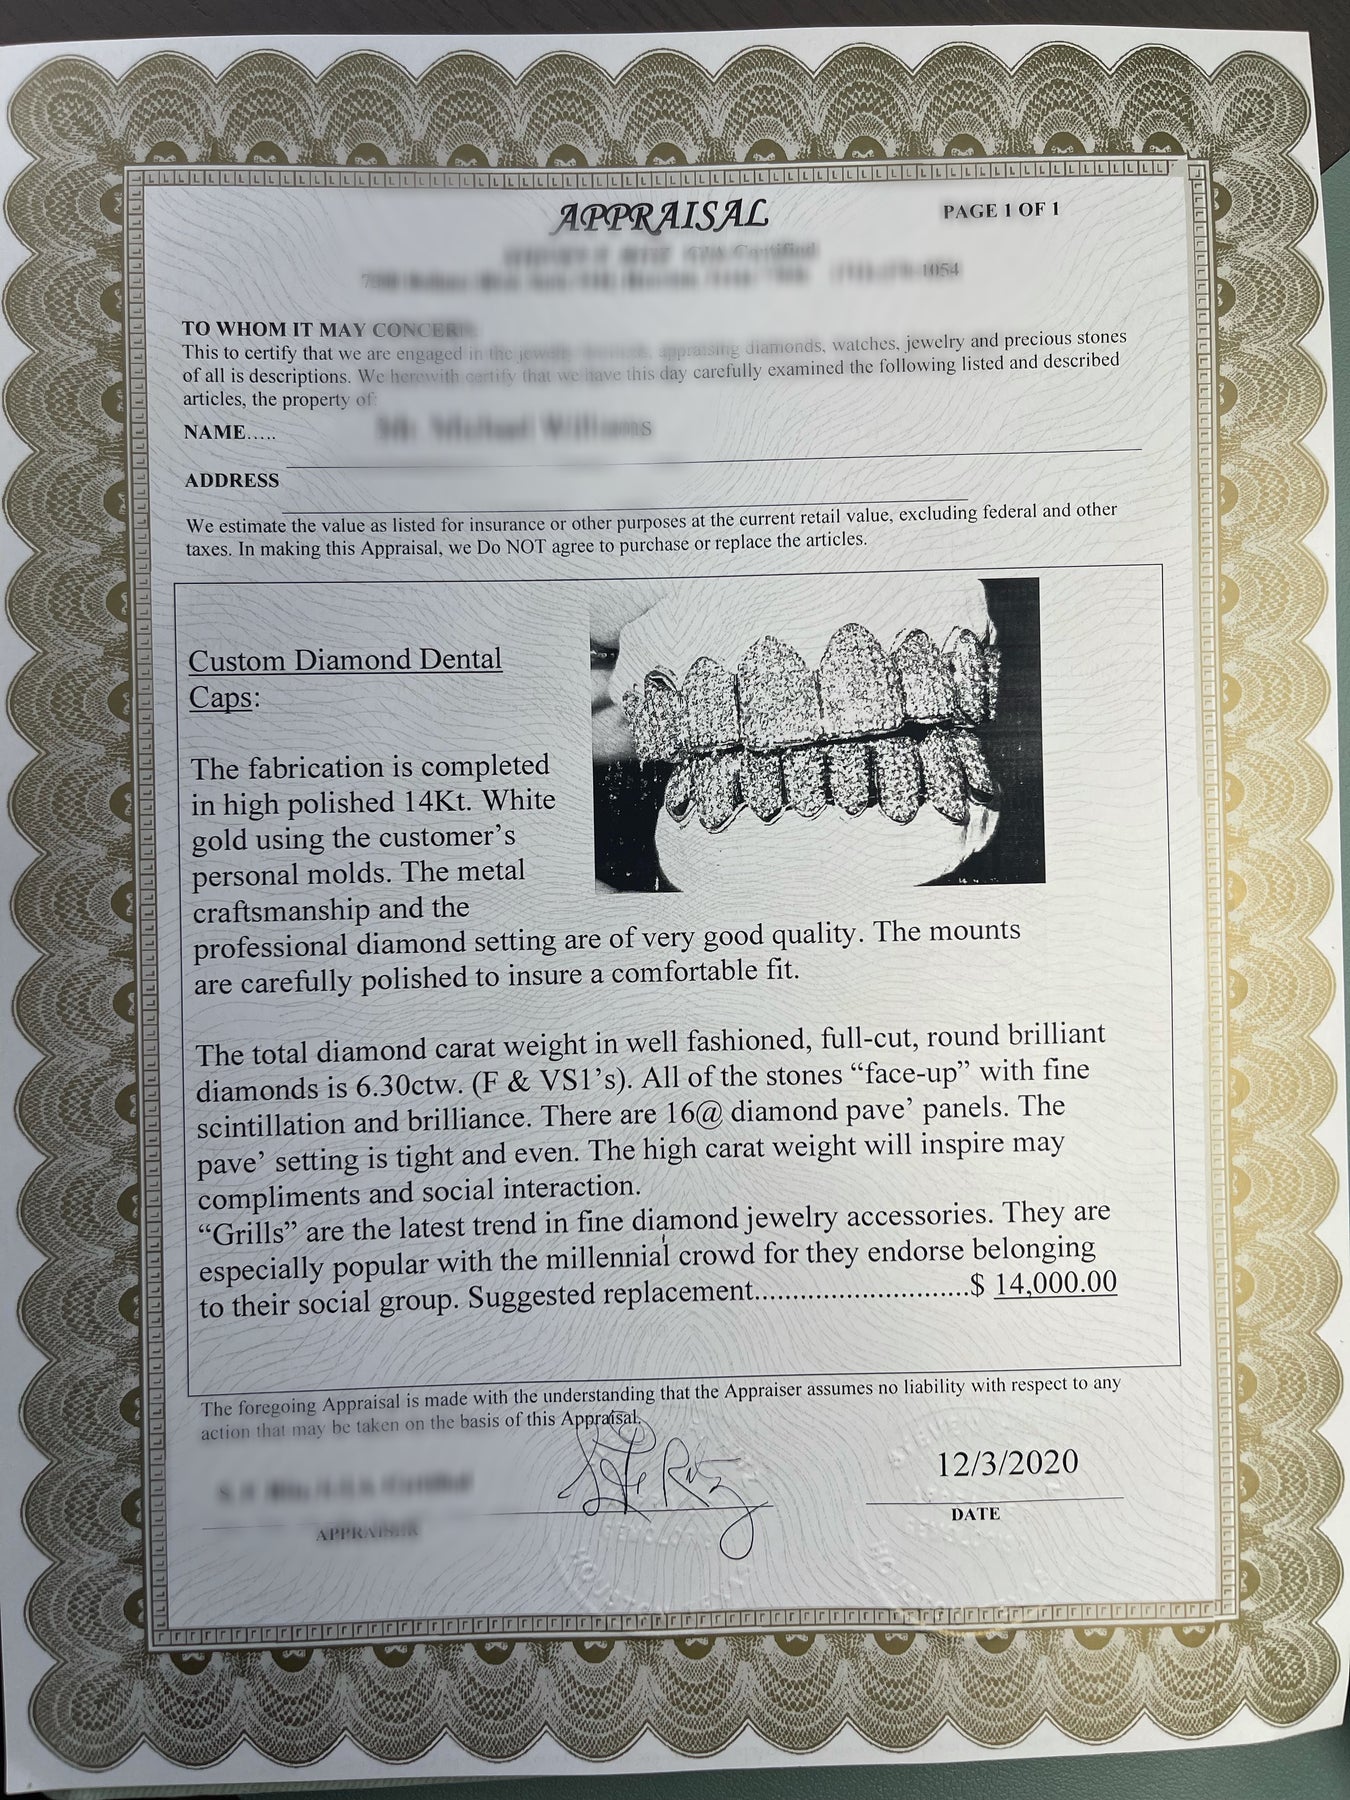 APPRAISAL
PAGE 1 OF 1
Certified
1054
TO WHOM IT MAY CONCERN
This to certify that we are engaged in the appraising diamonds, watches, jewelry and precious stones
of all is descriptions. We herewith certify that we have this day carefully examined the following listed and described
articles, the property of:
NAME.....
ADDRESS
We estimate the value as listed for insurance or other purposes at the current retail value, excluding federal and other
taxes. In making this Appraisal, we Do NOT agree to purchase or replace the articles.
Custom Diamond Dental
Caps:
The fabrication is completed
in high polished 14Kt. White
gold using the customer's
personal molds. The metal
craftsmanship and the
professional diamond setting are of very good quality. The mounts
are carefully polished to insure a comfortable fit.
The total diamond carat weight in well fashioned, full-cut, round brilliant
diamonds is 6.30ctw. (F & VS1's). All of the stones “face-up” with fine
scintillation and brilliance. There are 16@ diamond pave’ panels. The
pave’ setting is tight and even. The high carat weight will inspire may
compliments and social interaction.
“Grills” are the latest trend in fine diamond jewelry accessories. They are
especially popular with the millennial crowd for they endorse belonging
to their social group. Suggested replacement............................$ 14,000.00
The foregoing Appraisal is made with the understanding that the Appraiser assumes no liability with respect to any
action that may be taken on the basis of this Appraisal.
12/3/2020
APPRAISER
DATE